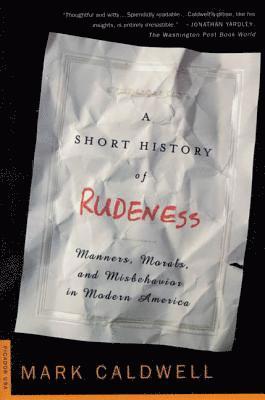 "Thoughtful and witty... Splendidly readable... Caldwell's prose, like his
insights, is entirely irresistible." - JONATHAN YARDLEY,
The Washington Post Book World
A
SHORT HISTORY
of
RUDENESS
Manners, Morals,
and Misbehavior
in Modern America
PICADOR USA
MARK CALDWELL